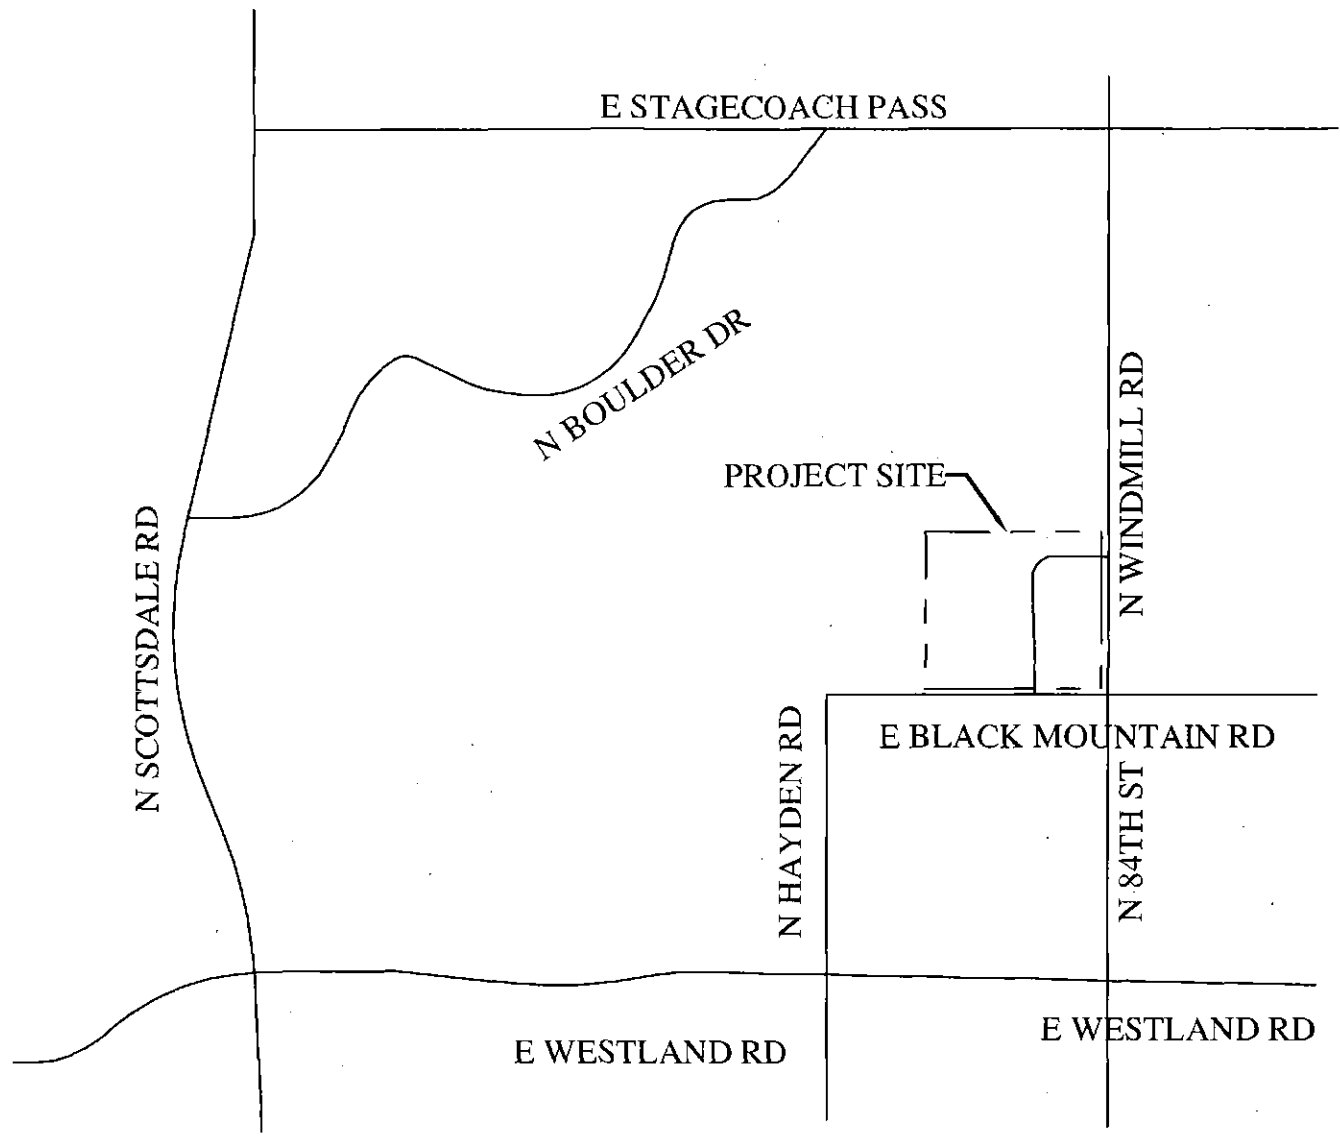 E STAGECOACH PASS
N BOULDER DR
N WINDMILL RD
PROJECT SITE
N SCOTTSDALE RD
N HAYDEN RD
E BLACK MOUNTAIN RD
N 84TH ST
E WESTLAND RD
E WESTLAND RD